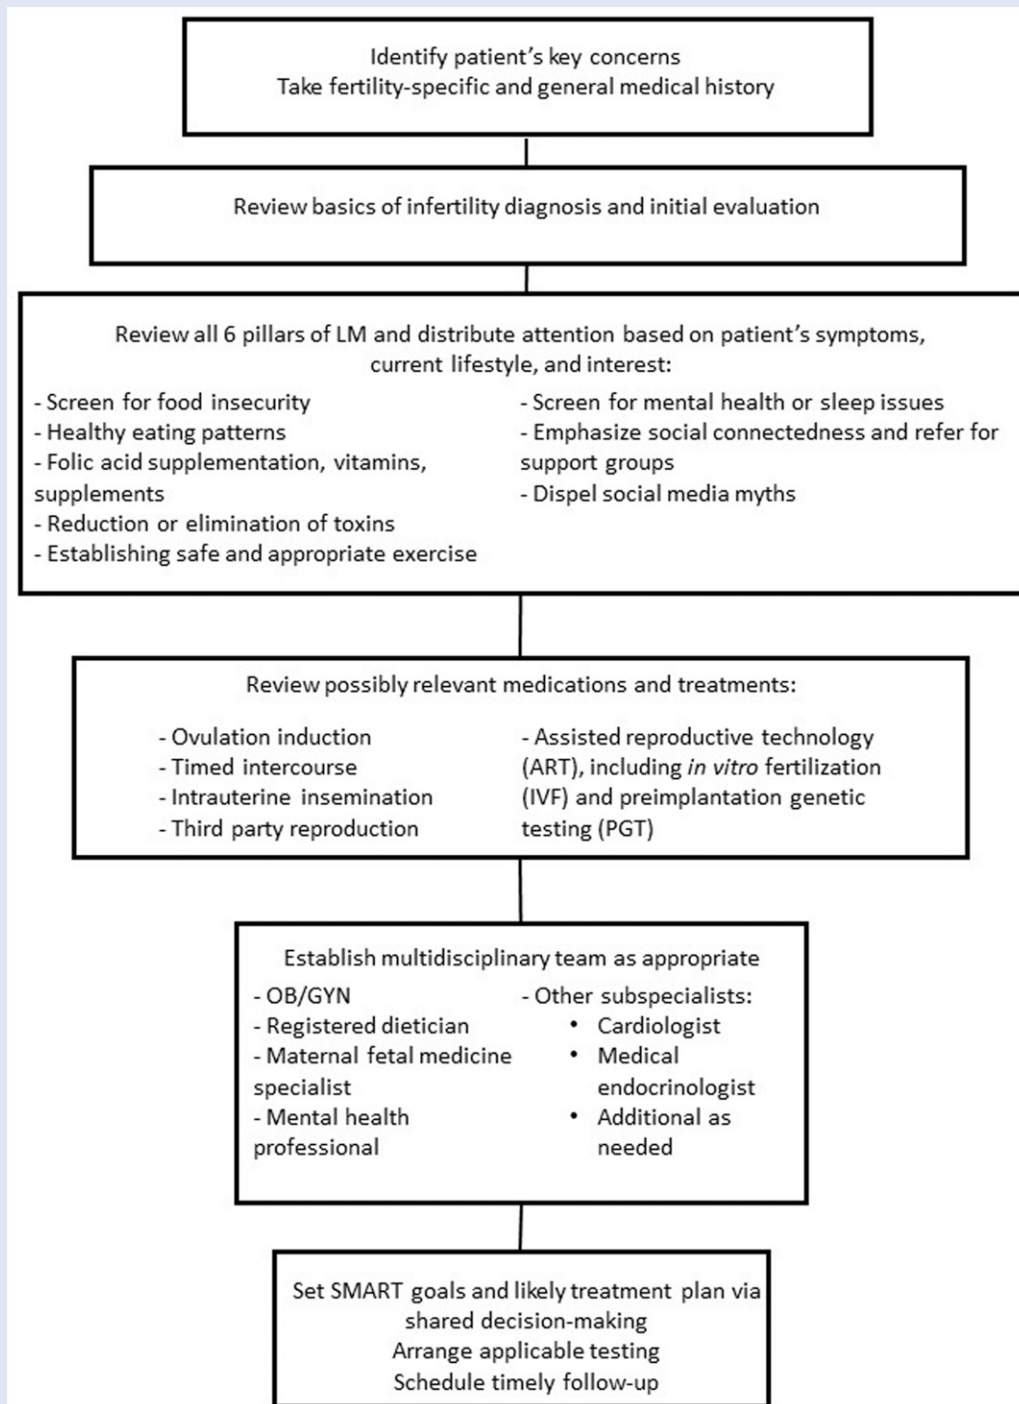 Identify patient’s key concerns
Take fertility-specific and general medical history
Review basics of infertility diagnosis and initial evaluation
Review all 6 pillars of LM and distribute attention based on patient’s symptoms,
current lifestyle, and interest:
- Screen for food insecurity
- Healthy eating patterns
- Folic acid supplementation, vitamins,
supplements
- Reduction or elimination of toxins
- Establishing safe and appropriate exercise
- Screen for mental health or sleep issues
- Emphasize social connectedness and refer for
support groups
- Dispel social media myths
Review possibly relevant medications and treatments:
- Ovulation induction
- Timed intercourse
- Intrauterine insemination
- Third party reproduction
- Assisted reproductive technology
(ART), including in vitro fertilization
(IVF) and preimplantation genetic
testing (PGT)
Establish multidisciplinary team as appropriate
- OB/GYN
- Registered dietician
- Maternal fetal medicine
specialist
- Mental health
professional
- Other subspecialists:
• Cardiologist
• Medical
endocrinologist
• Additional as
needed
Set SMART goals and likely treatment plan via
shared decision-making
Arrange applicable testing
Schedule timely follow-up